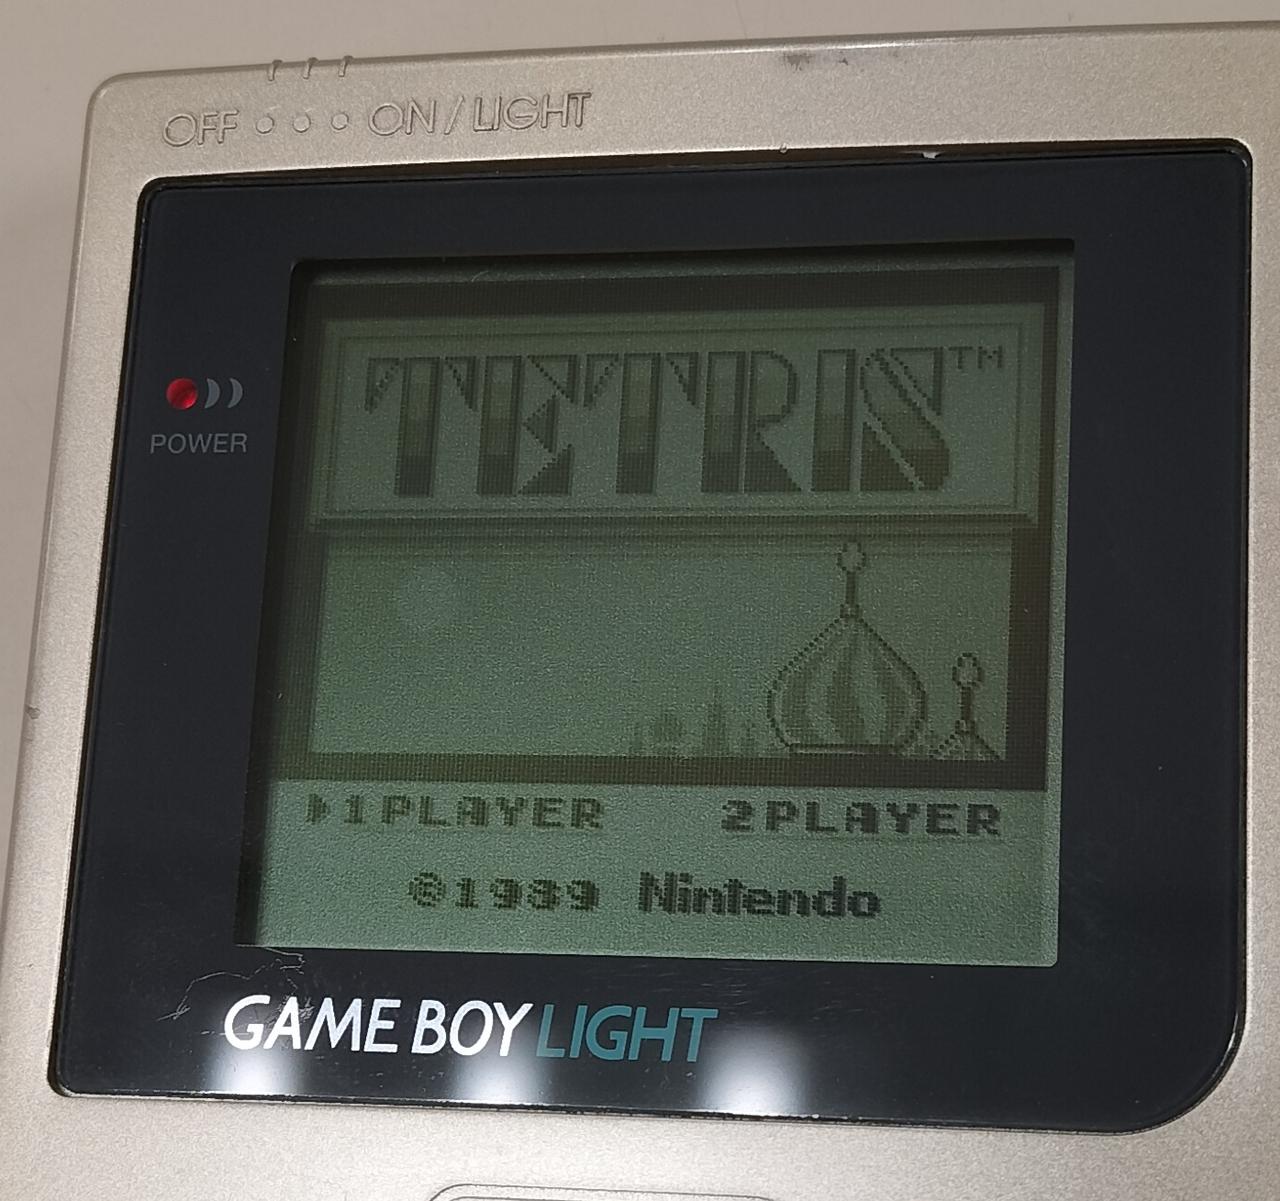 OFF ON/LIGHT
TETRIS™
POWER
1PLAYER 2PLAYER
©1989 Nintendo
GAME BOY LIGHT